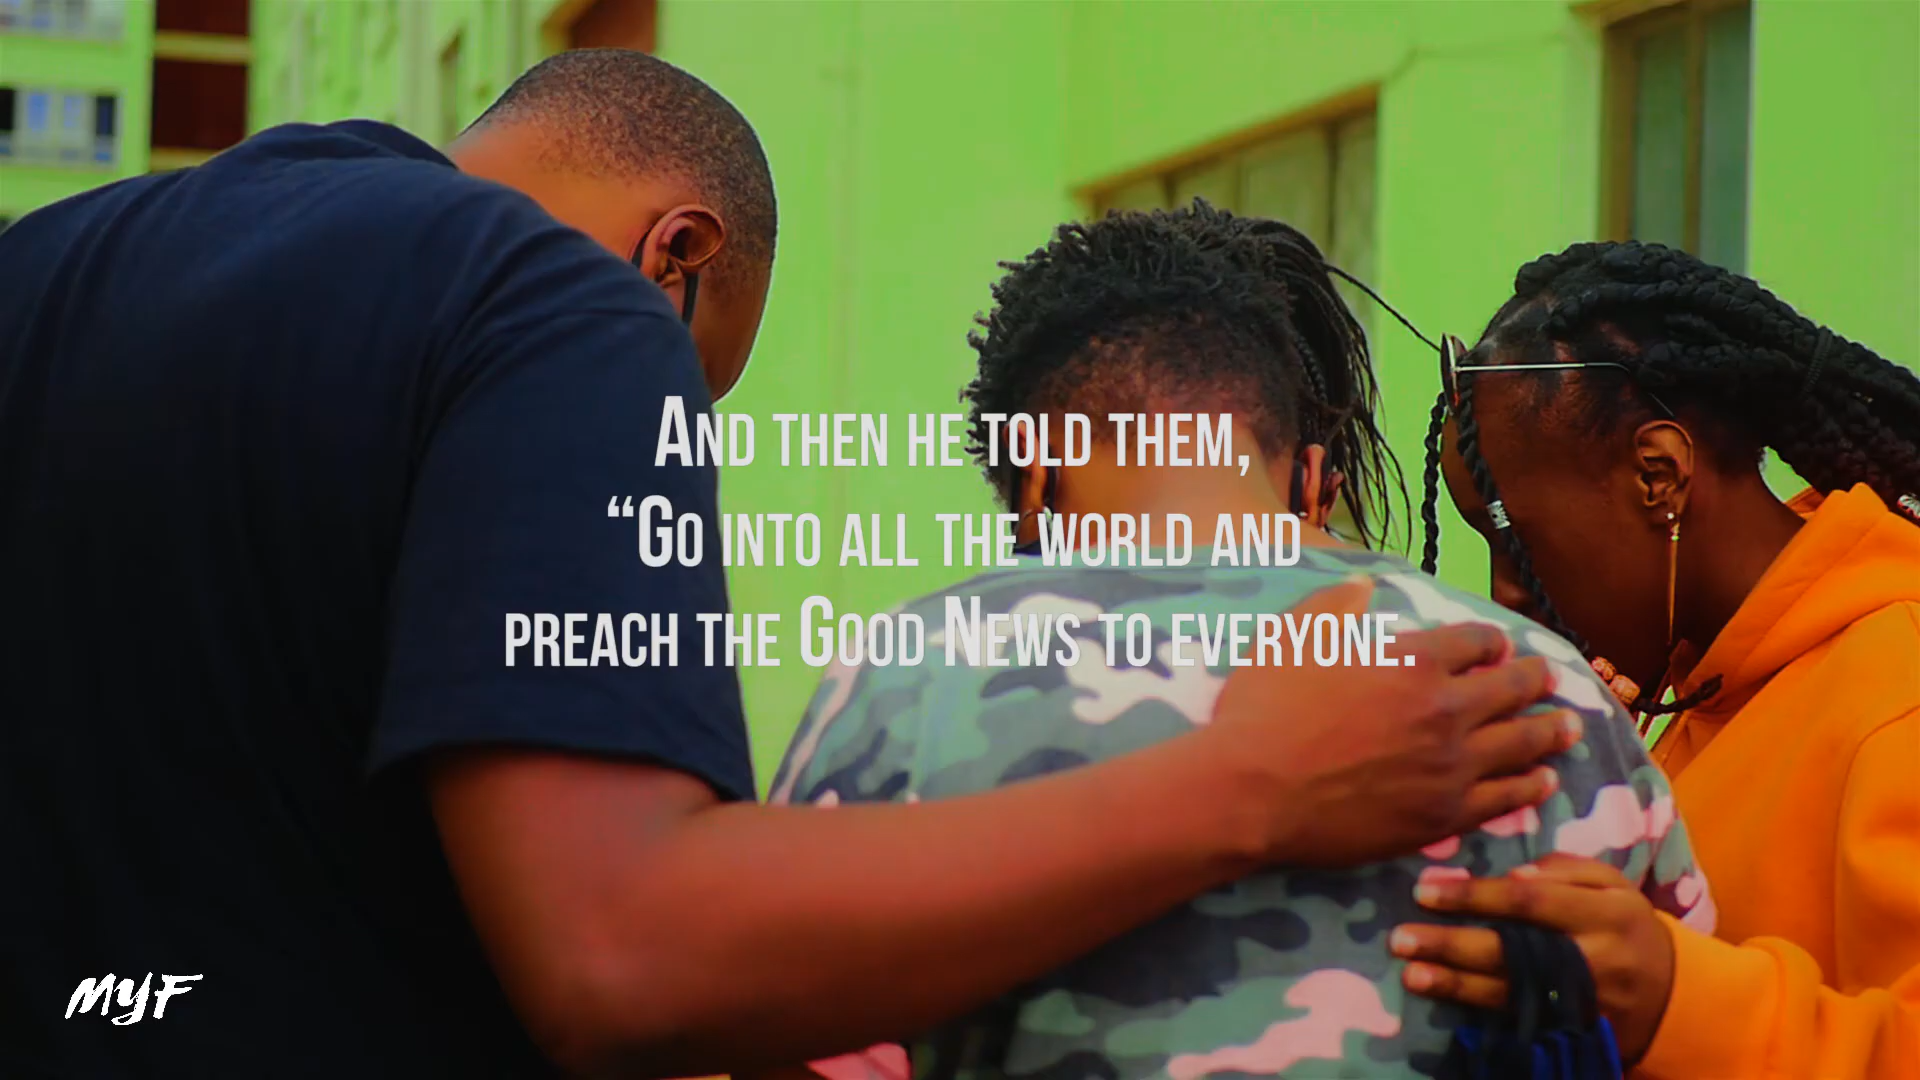 And then he told them,
“Go into all the world and
preach the Good News to everyone.
MYF